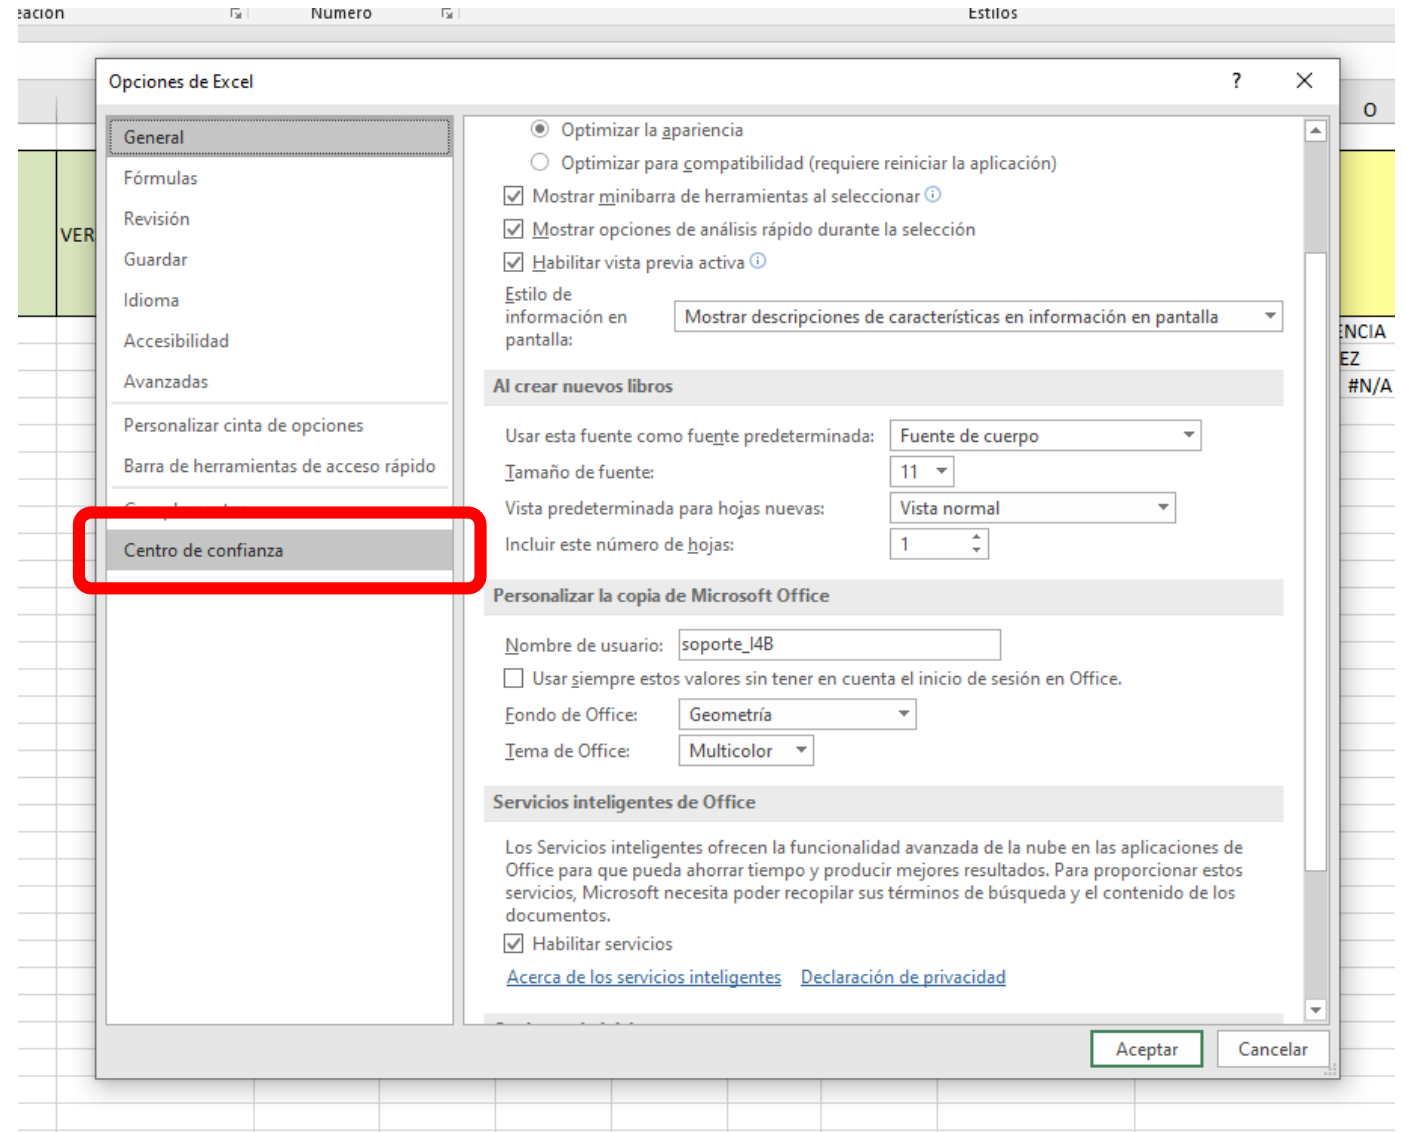 Número
Estilos
Opciones de Excel
?
O
General
Fórmulas
Revisión
Guardar
Idioma
Accesibilidad
Avanzadas
Personalizar cinta de opciones
Barra de herramientas de acceso rápido
Centro de confianza
VER
Optimizar la apariencia
Optimizar para compatibilidad (requiere reiniciar la aplicación)
Mostrar minibarra de herramientas al seleccionar
Mostrar opciones de análisis rápido durante la selección
Habilitar vista previa activa
Estilo de
información en
pantalla:
Mostrar descripciones de características en información en pantalla
Al crear nuevos libros
Usar esta fuente como fuente predeterminada:
Fuente de cuerpo
Tamaño de fuente:
11
Vista predeterminada para hojas nuevas:
Vista normal
Incluir este número de hojas:
1
Personalizar la copia de Microsoft Office
Nombre de usuario:
soporte_I4B
Usar siempre estos valores sin tener en cuenta el inicio de sesión en Office.
Fondo de Office:
Geometría
Tema de Office:
Multicolor
Servicios inteligentes de Office
Los Servicios inteligentes ofrecen la funcionalidad avanzada de la nube en las aplicaciones de
Office para que pueda ahorrar tiempo y producir mejores resultados. Para proporcionar estos
servicios, Microsoft necesita poder recopilar sus términos de búsqueda y el contenido de los
documentos.
Habilitar servicios
Acerca de los servicios inteligentes Declaración de privacidad
Aceptar
Cancelar
ENCIA
EZ
#N/A